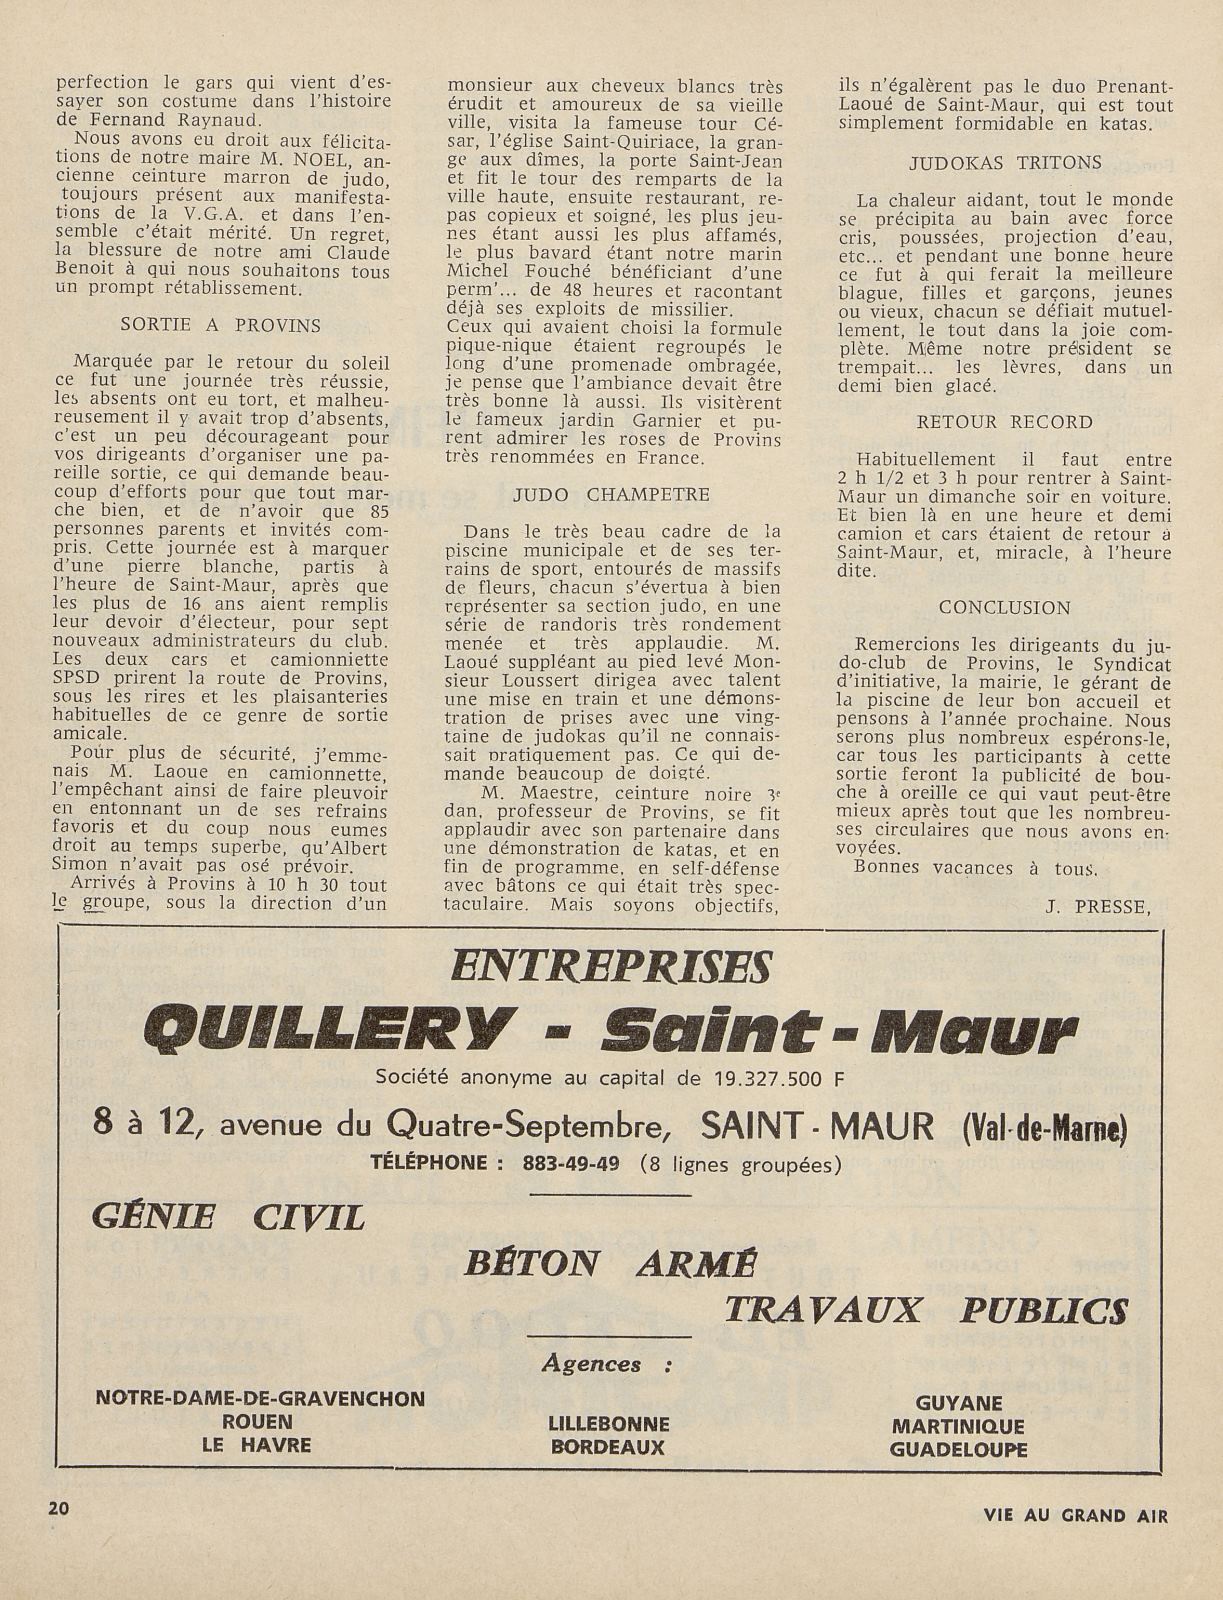 perfection le gars qui vient d'es-
sayer son costume dans l'histoire
de Fernand Raynaud.
Nous avons eu droit aux félicita-
tions de notre maire M. NOEL, an-
cienne ceinture marron de judo,
toujours présent aux manifesta-
tions de la V.G.A. et dans l'en-
semble c'était mérité. Un regret,
la blessure de notre ami Claude
Benoit à qui nous souhaitons tous
un prompt rétablissement.
SORTIE A PROVINS
Marquée par le retour du soleil
ce fut une journée très réussie,
les absents ont eu tort, et malheu-
reusement il y avait trop d'absents,
c'est un peu décourageant pour
vos dirigeants d'organiser une pa-
reille sortie, ce qui demande beau-
coup d'efforts pour que tout mar-
che bien, et de n'avoir que 85
personnes parents et invités com-
pris. Cette journée est à marquer
d'une pierre blanche, partis à
l'heure de Saint-Maur, après que
les plus de 16 ans aient remplis
leur devoir d'électeur, pour sept
nouveaux administrateurs du club.
Les deux cars et camionniette
SPSD prirent la route de Provins,
sous les rires et les plaisanteries
habituelles de ce genre de sortie
amicale.
Pour plus de sécurité, j'emme-
nais M. Laoue en camionnette,
l'empêchant ainsi de faire pleuvoir
en entonnant un de ses refrains
favoris et du coup nous eumes
droit au temps superbe, qu'Albert
Simon n'avait pas osé prévoir.
Arrivés à Provins à 10 h 30 tout
le groupe, sous la direction d'un
monsieur aux cheveux blancs très
érudit et amoureux de sa vieille
ville, visita la fameuse tour Cé-
sar, l'église Saint-Quiriace, la gran-
ge aux dîmes, la porte Saint-Jean
et fit le tour des remparts de la
ville haute, ensuite restaurant, re-
pas copieux et soigné, les plus jeu-
nes étant aussi les plus affamés,
le plus bavard étant notre marin
Michel Fouché bénéficiant d'une
perm'... de 48 heures et racontant
déjà ses exploits de missilier.
Ceux qui avaient choisi la formule
pique-nique étaient regroupés le
long d'une promenade ombragée,
je pense que l'ambiance devait être
très bonne là aussi. Ils visitèrent
le fameux jardin Garnier et pu-
rent admirer les roses de Provins
très renommées en France.
JUDO CHAMPETRE
Dans le très beau cadre de la
piscine municipale et de ses ter-
rains de sport, entourés de massifs
de fleurs, chacun s'évertua à bien
représenter sa section judo, en une
série de randoris très rondement
menée et très applaudie. M.
Laoué suppléant au pied levé Mon-
sieur Loussert dirigea avec talent
une mise en train et une démons-
tration de prises avec une ving-
taine de judokas qu'il ne connais-
sait pratiquement pas. Ce qui de-
mande beaucoup de doigté.
M. Maestre, ceinture noire 3e
dan, professeur de Provins, se fit
applaudir avec son partenaire dans
une démonstration de katas, et en
fin de programme, en self-défense
avec bâtons ce qui était très spec-
taculaire. Mais soyons objectifs,
ils n'égalèrent pas le duo Prenant-
Laoué de Saint-Maur, qui est tout
simplement formidable en katas.
JUDOKAS TRITONS
La chaleur aidant, tout le monde
se précipita au bain avec force
cris, poussées, projection d'eau,
etc... et pendant une bonne heure
ce fut à qui ferait la meilleure
blague, filles et garçons, jeunes
ou vieux, chacun se défiait mutuel-
lement, le tout dans la joie com-
plète. Même notre président se
trempait... les lèvres, dans un
demi bien glacé.
RETOUR RECORD
Habituellement il faut entre
2 h 1/2 et 3 h pour rentrer à Saint-
Maur un dimanche soir en voiture.
Et bien là en une heure et demi
camion et cars étaient de retour à
Saint-Maur, et, miracle, à l'heure
dite.
CONCLUSION
Remercions les dirigeants du ju-
do-club de Provins, le Syndicat
d'initiative, la mairie, le gérant de
la piscine de leur bon accueil et
pensons à l'année prochaine. Nous
serons plus nombreux espérons-le,
car tous les participants à cette
sortie feront la publicité de bou-
che à oreille ce qui vaut peut-être
mieux après tout que les nombreu-
ses circulaires que nous avons en-
voyées.
Bonnes vacances à tous.
J. PRESSE,
ENTREPRISES
QUILLERY - Saint-Maur
Société anonyme au capital de 19.327.500 F
8 à 12, avenue du Quatre-Septembre, SAINT-MAUR (Val-de-Marne)
TÉLÉPHONE : 883-49-49 (8 lignes groupées)
GÉNIE CIVIL
BÉTON ARMÉ
TRAVAUX PUBLICS
Agences :
NOTRE-DAME-DE-GRAVENCHON
ROUEN
LE HAVRE
LILLEBONNE
BORDEAUX
GUYANE
MARTINIQUE
GUADELOUPE
20
VIE AU GRAND AIR